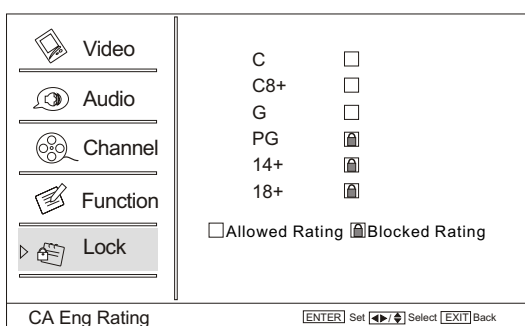 Video
Audio
Channel
Function
Lock
C
C8+
G
PG
14+
18+
Allowed Rating Blocked Rating
CA Eng Rating
ENTER Set / Select EXIT Back